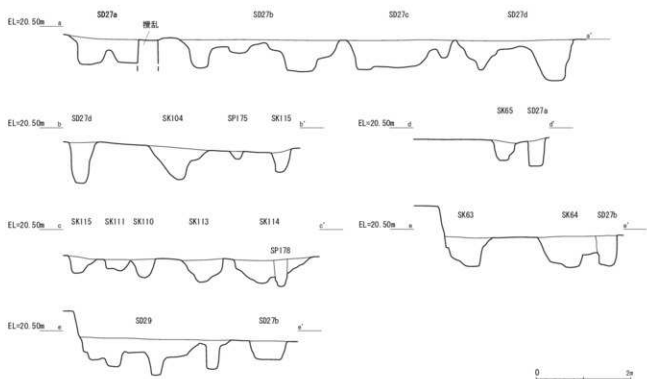 SD27a SD27b SD27c SD27d
EL=20.50m a 攪乱 a'
EL=20.50m b SD27d SK104 SP175 SK115 b'
EL=20.50m d SK65 SD27a d'
EL=20.50m c SK115 SK111 SK110 SK113 SK114 c'
SP178
EL=20.50m e SK63 SK64 SD27b e'
EL=20.50m e SD29 SD27b e'
0 2m